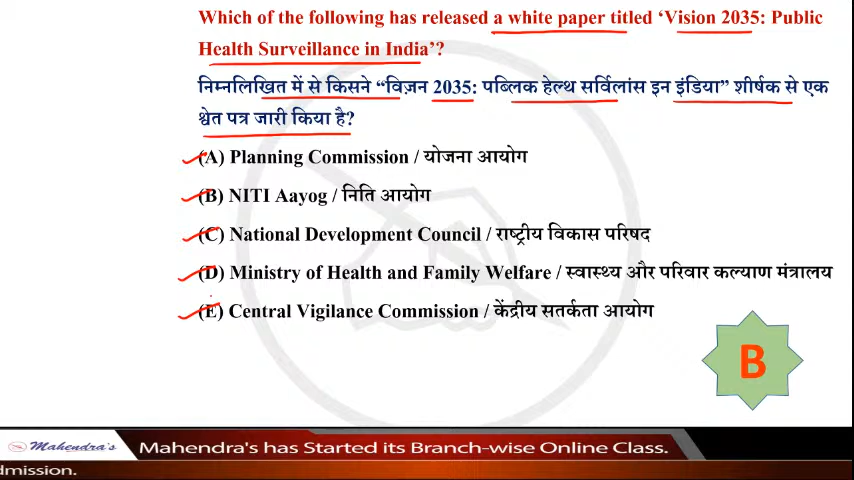 Which of the following has released a white paper titled ‘Vision 2035: Public
Health Surveillance in India’?
निम्नलिखित में से किसने “विज़न 2035: पब्लिक हेल्थ सर्विलांस इन इंडिया” शीर्षक से एक
श्वेत पत्र जारी किया है?
(A) Planning Commission / योजना आयोग
(B) NITI Aayog / निति आयोग
(C) National Development Council / राष्ट्रीय विकास परिषद
(D) Ministry of Health and Family Welfare / स्वास्थ्य और परिवार कल्याण मंत्रालय
(E) Central Vigilance Commission / केंद्रीय सतर्कता आयोग
B
Mahendra's
Mahendra's has Started its Branch-wise Online Class.
dmission.